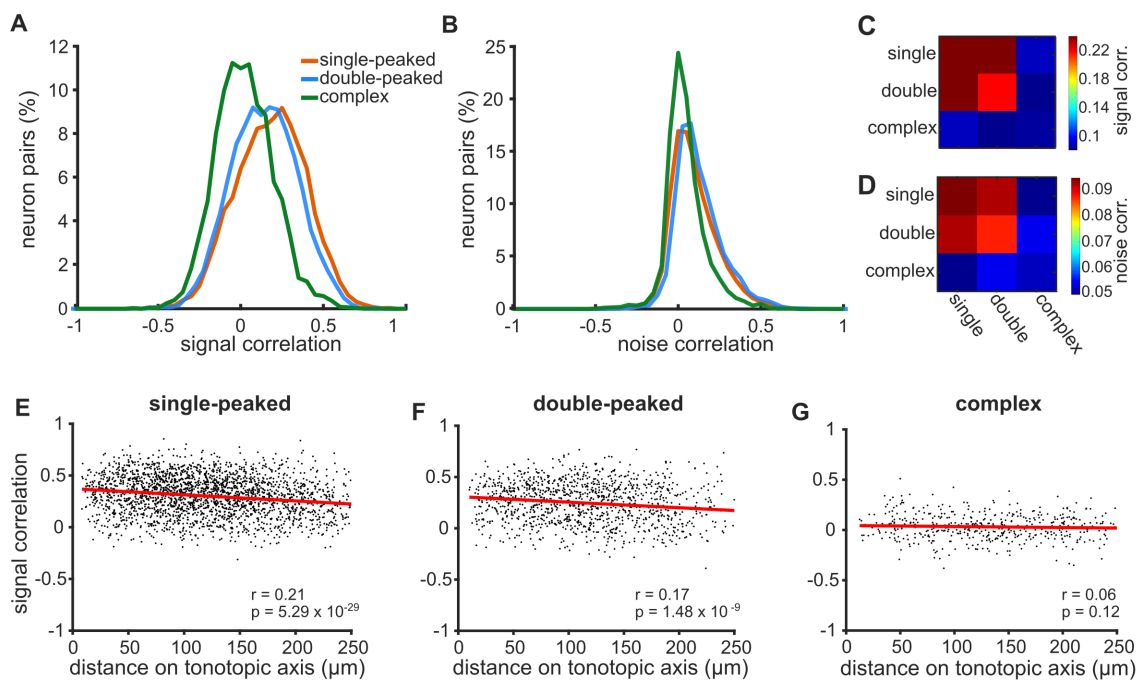 A
neuron pairs (%)
12
10
8
6
4
2
0
-1
-0.5
0
0.5
1
signal correlation
single-peaked
double-peaked
complex
B
neuron pairs (%)
25
20
15
10
5
0
-1
-0.5
0
0.5
1
noise correlation
C
single
double
complex
0.22
0.18
0.14
0.1
signal corr.
D
single
double
complex
single
double
complex
0.09
0.08
0.07
0.06
0.05
noise corr.
E
single-peaked
signal correlation
1
0.5
0
-0.5
-1
r = 0.21
p = 5.29 x 10 -29
0
50
100
150
200
250
distance on tonotopic axis (µm)
F
double-peaked
1
0.5
0
-0.5
-1
r = 0.17
p = 1.48 x 10 -9
0
50
100
150
200
250
distance on tonotopic axis (µm)
G
complex
1
0.5
0
-0.5
-1
r = 0.06
p = 0.12
0
50
100
150
200
250
distance on tonotopic axis (µm)